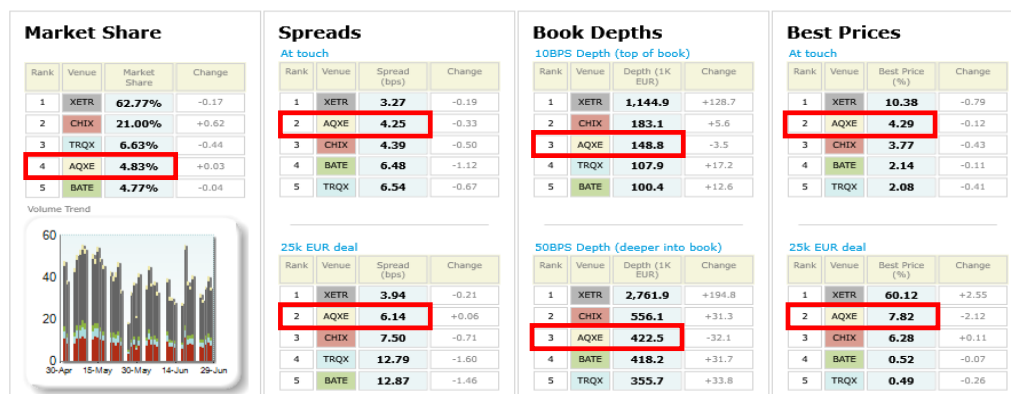 Market Share
Rank Venue Market Share Change
1 XETR 62.77% -0.17
2 CHIX 21.00% +0.62
3 TRQX 6.63% -0.44
4 AQXE 4.83% +0.03
5 BATE 4.77% -0.04
Volume Trend
60
40
20
0
30-Apr 15-May 30-May 14-Jun 29-Jun
Spreads
At touch
Rank Venue Spread (bps) Change
1 XETR 3.27 -0.19
2 AQXE 4.25 -0.33
3 CHIX 4.39 -0.50
4 BATE 6.48 -1.12
5 TRQX 6.54 -0.67
25k EUR deal
Rank Venue Spread (bps) Change
1 XETR 3.94 -0.21
2 AQXE 6.14 +0.06
3 CHIX 7.50 -0.71
4 TRQX 12.79 -1.60
5 BATE 12.87 -1.46
Book Depths
10BPS Depth (top of book)
Rank Venue Depth (1K EUR) Change
1 XETR 1,144.9 +128.7
2 CHIX 183.1 +5.6
3 AQXE 148.8 -3.5
4 TRQX 107.9 +17.2
5 BATE 100.4 +12.6
50BPS Depth (deeper into book)
Rank Venue Depth (1K EUR) Change
1 XETR 2,761.9 +194.8
2 CHIX 556.1 +31.3
3 AQXE 422.5 -32.1
4 BATE 418.2 +31.7
5 TRQX 355.7 +33.8
Best Prices
At touch
Rank Venue Best Price (%) Change
1 XETR 10.38 -0.79
2 AQXE 4.29 -0.12
3 CHIX 3.77 -0.43
4 BATE 2.14 -0.11
5 TRQX 2.08 -0.41
25k EUR deal
Rank Venue Best Price (%) Change
1 XETR 60.12 +2.55
2 AQXE 7.82 -2.12
3 CHIX 6.28 +0.11
4 BATE 0.52 -0.07
5 TRQX 0.49 -0.26